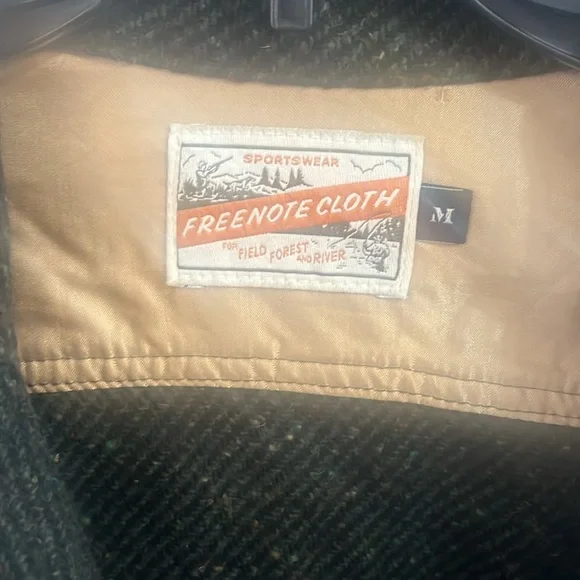 SPORTSWEAR
FREENOTE CLOTH
FOR FIELD FOREST AND RIVER
M